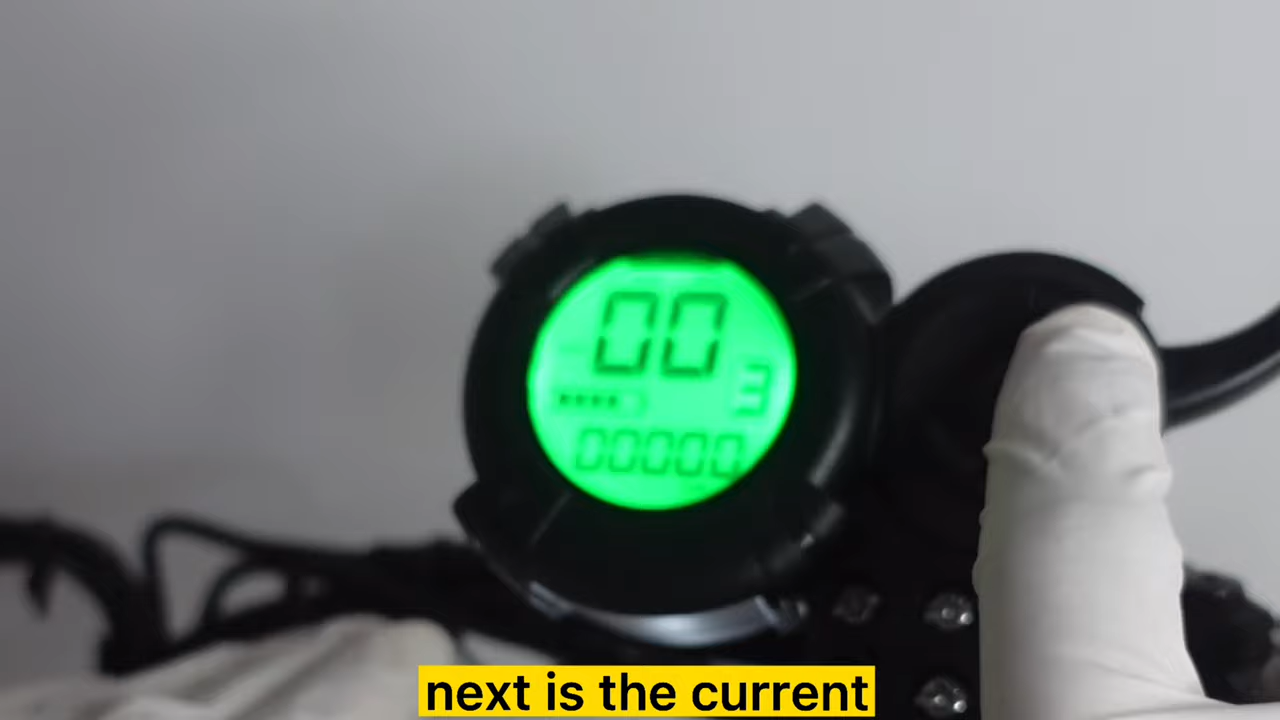 00
3
00000
next is the current